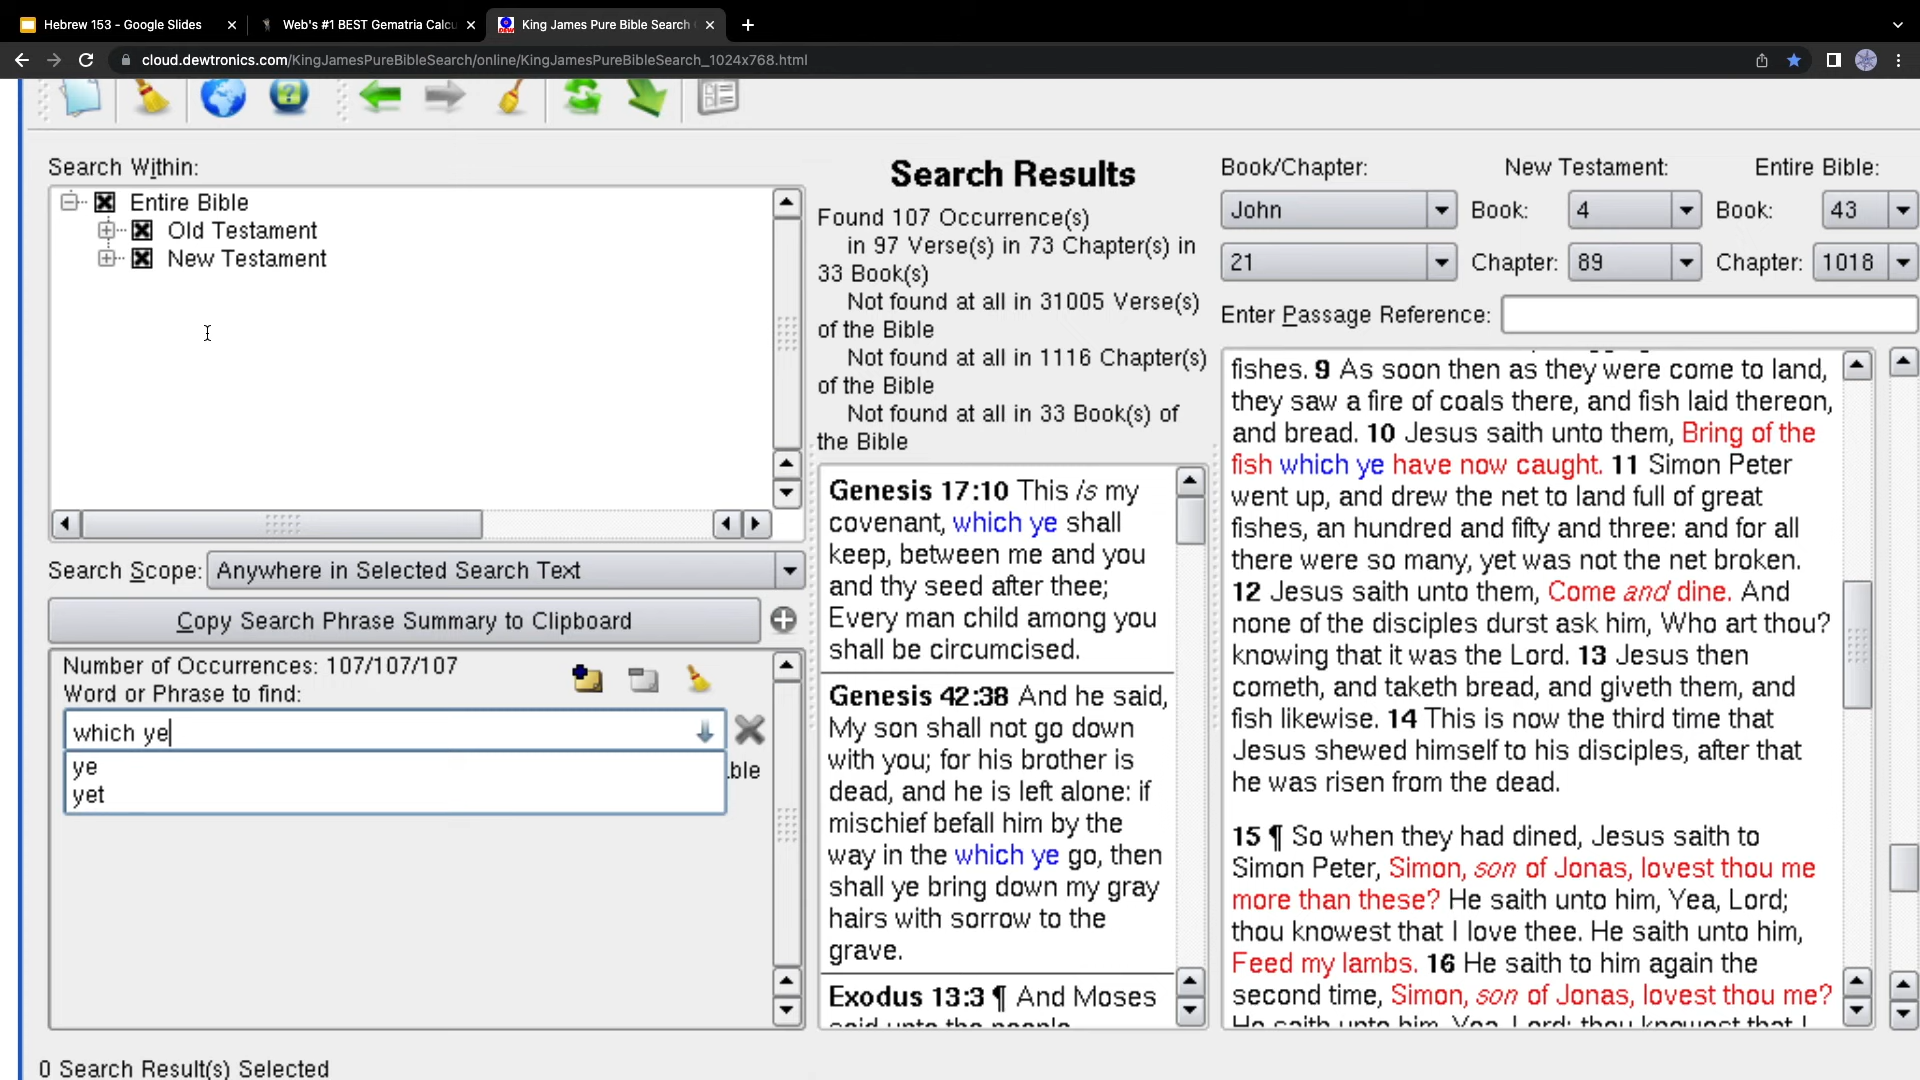 Hebrew 153 - Google Slides
Web's #1 BEST Gematria Calcu
King James Pure Bible Search
cloud.dewtronics.com/KingJamesPureBibleSearch/online/KingJamesPureBibleSearch_1024x768.html
Search Within:
Entire Bible
Old Testament
New Testament
Search Scope: Anywhere in Selected Search Text
Copy Search Phrase Summary to Clipboard
Number of Occurrences: 107/107/107
Word or Phrase to find:
which ye
ye
yet
ble
0 Search Result(s) Selected
Search Results
Found 107 Occurrence(s)
in 97 Verse(s) in 73 Chapter(s) in
33 Book(s)
Not found at all in 31005 Verse(s)
of the Bible
Not found at all in 1116 Chapter(s)
of the Bible
Not found at all in 33 Book(s) of
the Bible
Genesis 17:10 This is my
covenant, which ye shall
keep, between me and you
and thy seed after thee;
Every man child among you
shall be circumcised.
Genesis 42:38 And he said,
My son shall not go down
with you; for his brother is
dead, and he is left alone: if
mischief befall him by the
way in the which ye go, then
shall ye bring down my gray
hairs with sorrow to the
grave.
Exodus 13:3 ¶ And Moses
said unto the people,
Book/Chapter: New Testament: Entire Bible:
John Book: 4 Book: 43
21 Chapter: 89 Chapter: 1018
Enter Passage Reference:
fishes. 9 As soon then as they were come to land,
they saw a fire of coals there, and fish laid thereon,
and bread. 10 Jesus saith unto them, Bring of the
fish which ye have now caught. 11 Simon Peter
went up, and drew the net to land full of great
fishes, an hundred and fifty and three: and for all
there were so many, yet was not the net broken.
12 Jesus saith unto them, Come and dine. And
none of the disciples durst ask him, Who art thou?
knowing that it was the Lord. 13 Jesus then
cometh, and taketh bread, and giveth them, and
fish likewise. 14 This is now the third time that
Jesus shewed himself to his disciples, after that
he was risen from the dead.
15 ¶ So when they had dined, Jesus saith to
Simon Peter, Simon, son of Jonas, lovest thou me
more than these? He saith unto him, Yea, Lord;
thou knowest that I love thee. He saith unto him,
Feed my lambs. 16 He saith to him again the
second time, Simon, son of Jonas, lovest thou me?
He saith unto him, Yea, Lord; thou knowest that I